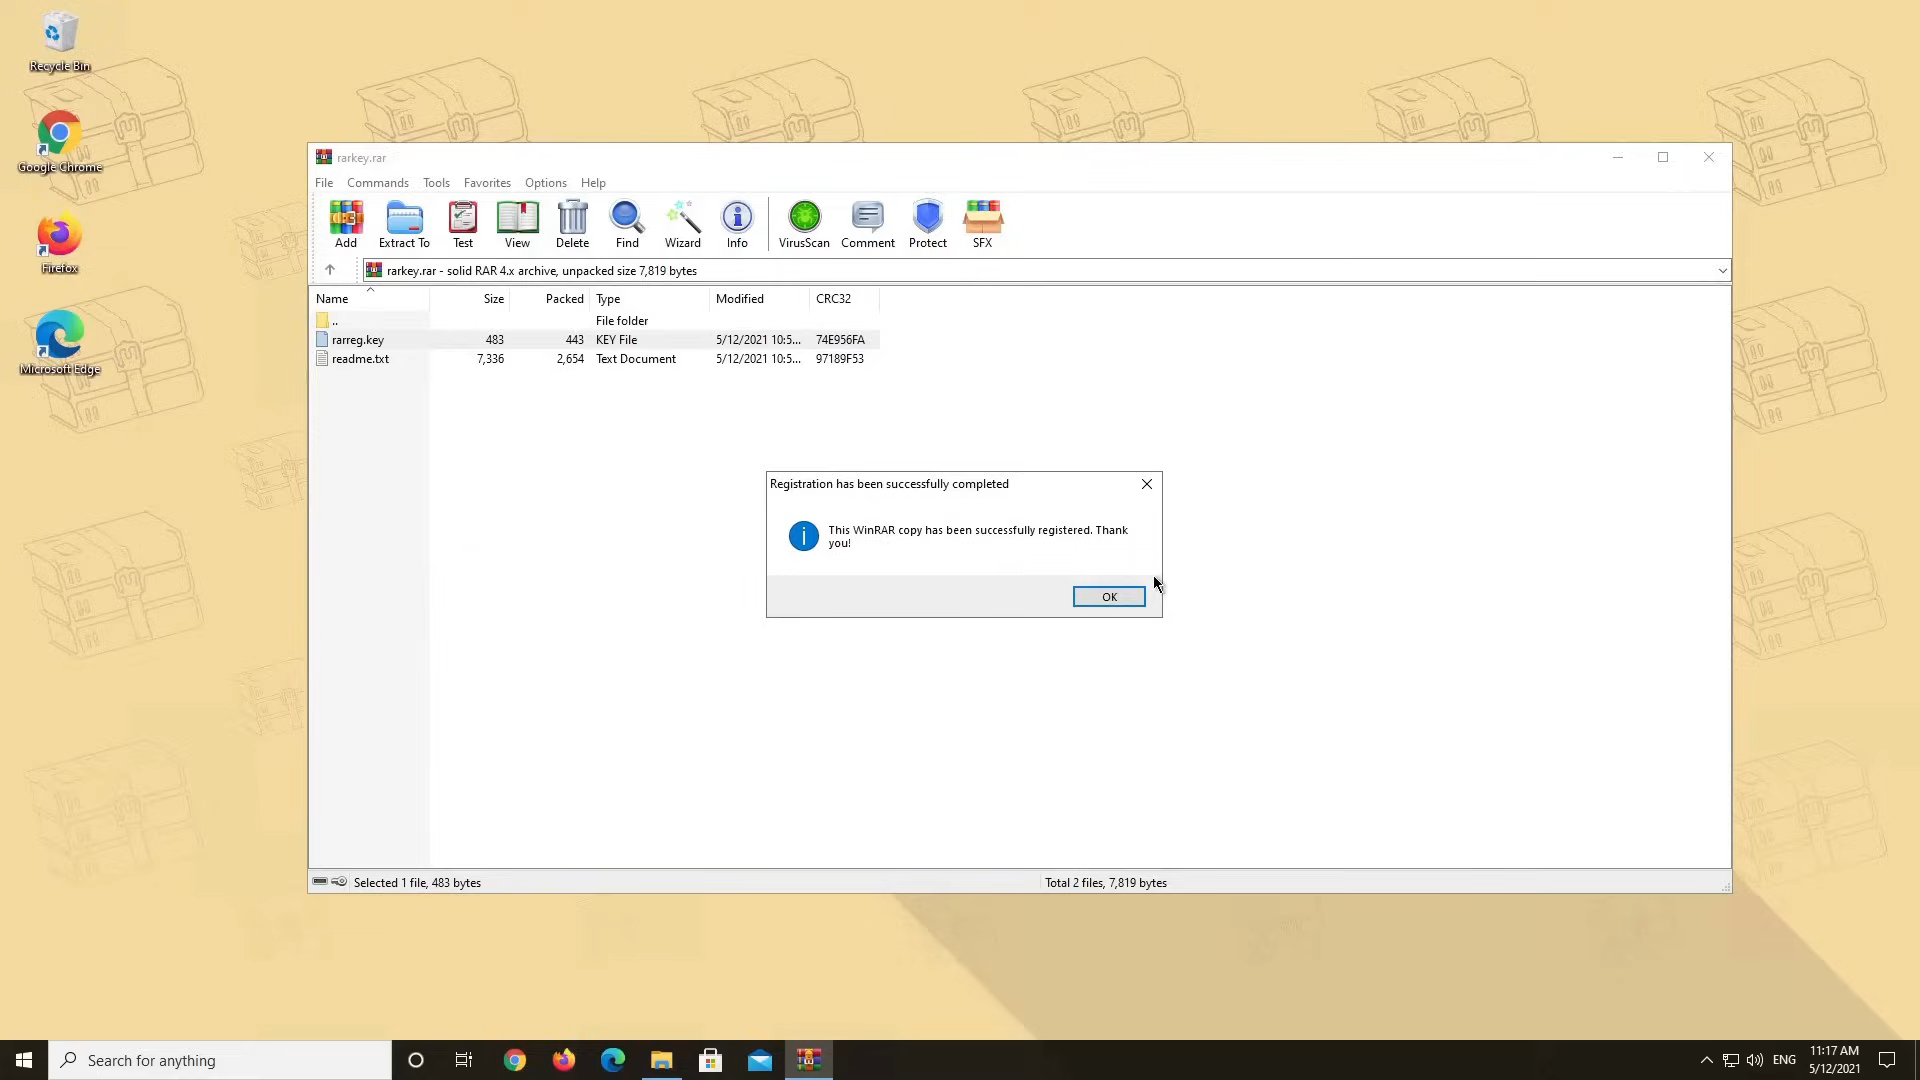 Recycle Bin
Google Chrome
Firefox
Microsoft Edge
rarkey.rar
File Commands Tools Favorites Options Help
Add Extract To Test View Delete Find Wizard Info VirusScan Comment Protect SFX
rarkey.rar - solid RAR 4.x archive, unpacked size 7,819 bytes
Name Size Packed Type Modified CRC32
.. File folder
rarreg.key 483 443 KEY File 5/12/2021 10:5... 74E956FA
readme.txt 7,336 2,654 Text Document 5/12/2021 10:5... 97189F53
Registration has been successfully completed
This WinRAR copy has been successfully registered. Thank
you!
OK
Selected 1 file, 483 bytes Total 2 files, 7,819 bytes
Search for anything
ENG
11:17 AM
5/12/2021